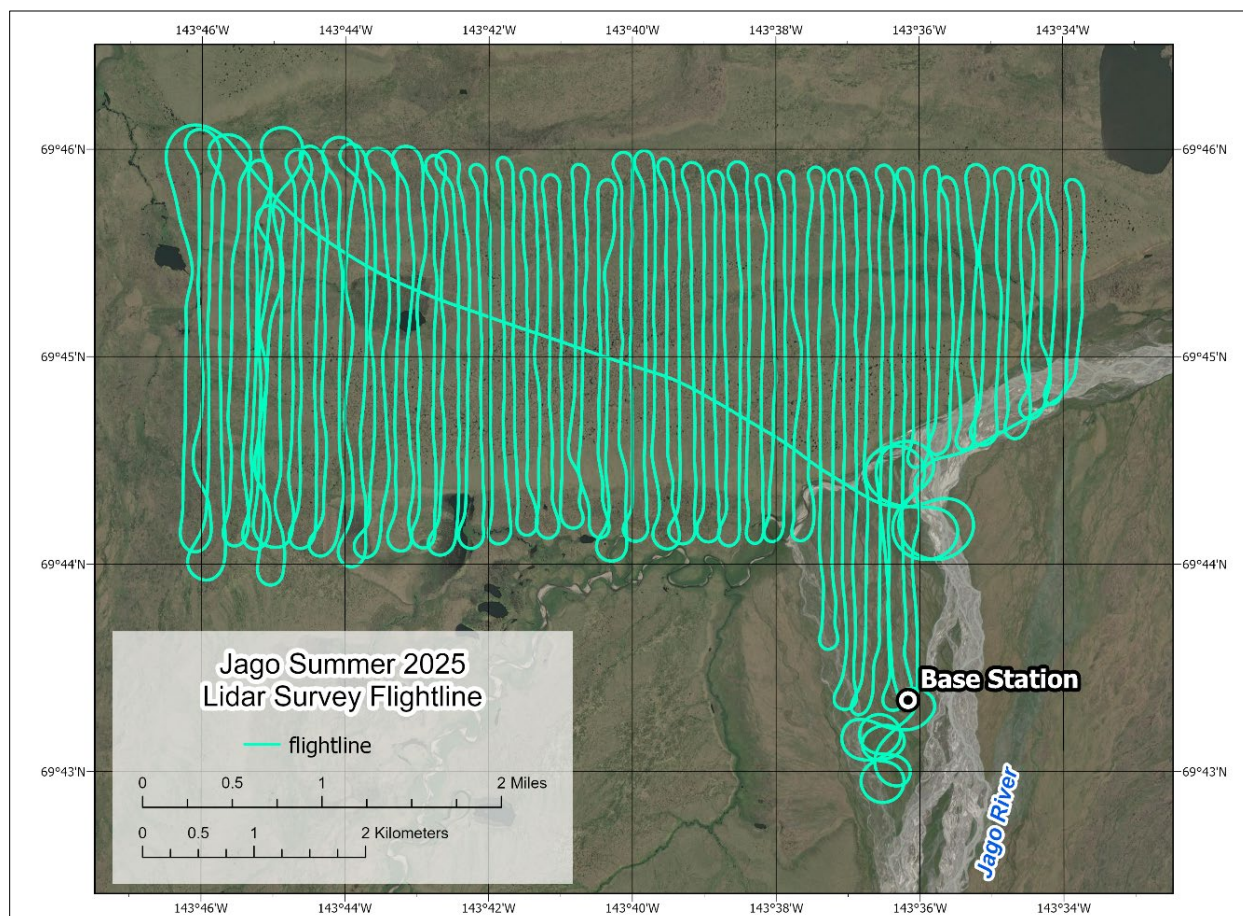 143°46'W 143°44'W 143°42'W 143°40'W 143°38'W 143°36'W 143°34'W
69°46'N 69°46'N
69°45'N 69°45'N
69°44'N 69°44'N
Jago Summer 2025
Lidar Survey Flightline
flightline
0 0.5 1 2 Miles
0 0.5 1 2 Kilometers
Base Station
69°43'N 69°43'N
Jago River
143°46'W 143°44'W 143°42'W 143°40'W 143°38'W 143°36'W 143°34'W